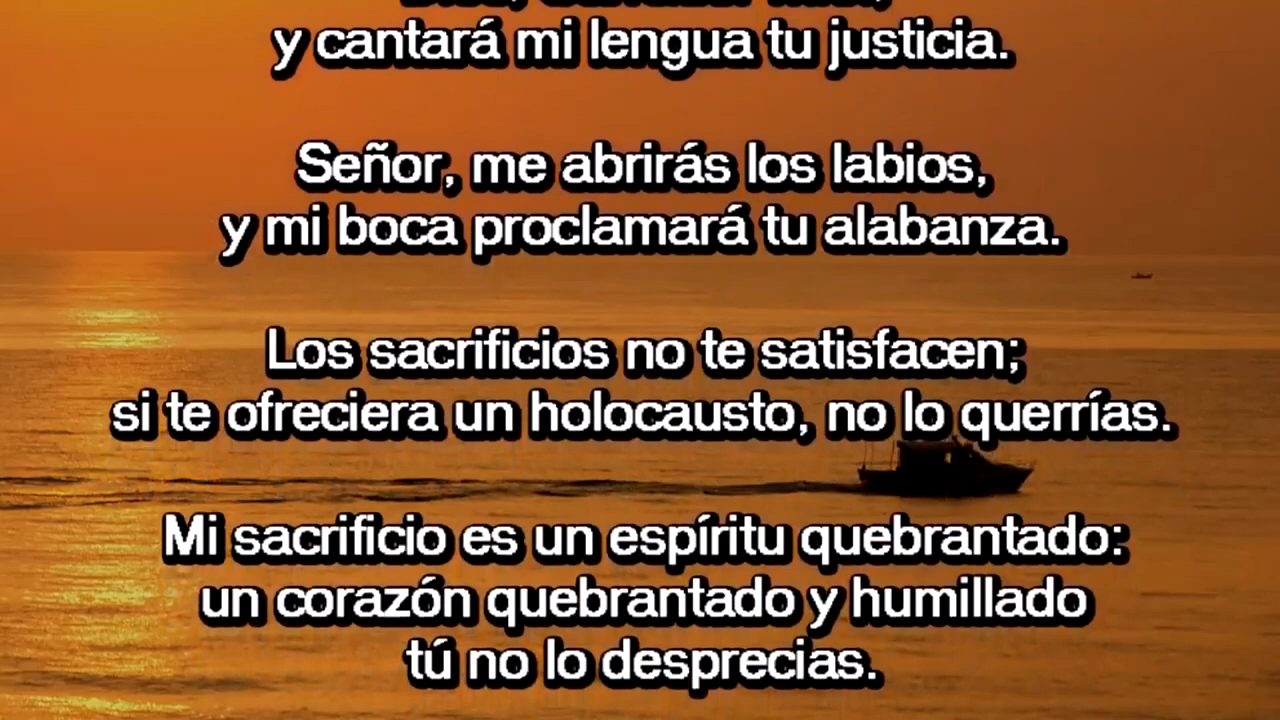 y cantará mi lengua tu justicia.
Señor, me abrirás los labios,
y mi boca proclamará tu alabanza.
Los sacrificios no te satisfacen;
si te ofreciera un holocausto, no lo querrías.
Mi sacrificio es un espíritu quebrantado:
un corazón quebrantado y humillado
tú no lo desprecias.